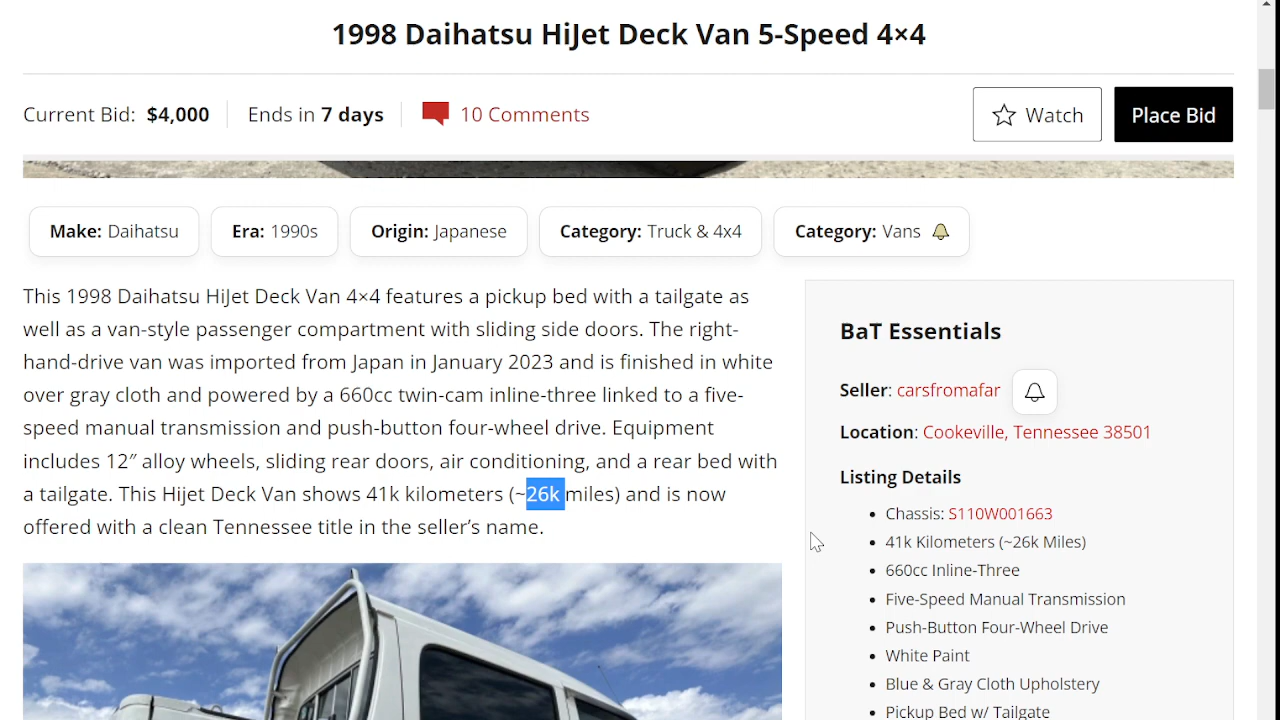 1998 Daihatsu HiJet Deck Van 5-Speed 4×4
Current Bid: $4,000 Ends in 7 days 10 Comments Watch Place Bid
Make: Daihatsu Era: 1990s Origin: Japanese Category: Truck & 4x4 Category: Vans
This 1998 Daihatsu HiJet Deck Van 4×4 features a pickup bed with a tailgate as
well as a van-style passenger compartment with sliding side doors. The right-
hand-drive van was imported from Japan in January 2023 and is finished in white
over gray cloth and powered by a 660cc twin-cam inline-three linked to a five-
speed manual transmission and push-button four-wheel drive. Equipment
includes 12″ alloy wheels, sliding rear doors, air conditioning, and a rear bed with
a tailgate. This Hijet Deck Van shows 41k kilometers (~26k miles) and is now
offered with a clean Tennessee title in the seller’s name.
BaT Essentials
Seller: carsfromafar
Location: Cookeville, Tennessee 38501
Listing Details
• Chassis: S110W001663
• 41k Kilometers (~26k Miles)
• 660cc Inline-Three
• Five-Speed Manual Transmission
• Push-Button Four-Wheel Drive
• White Paint
• Blue & Gray Cloth Upholstery
• Pickup Bed w/ Tailgate